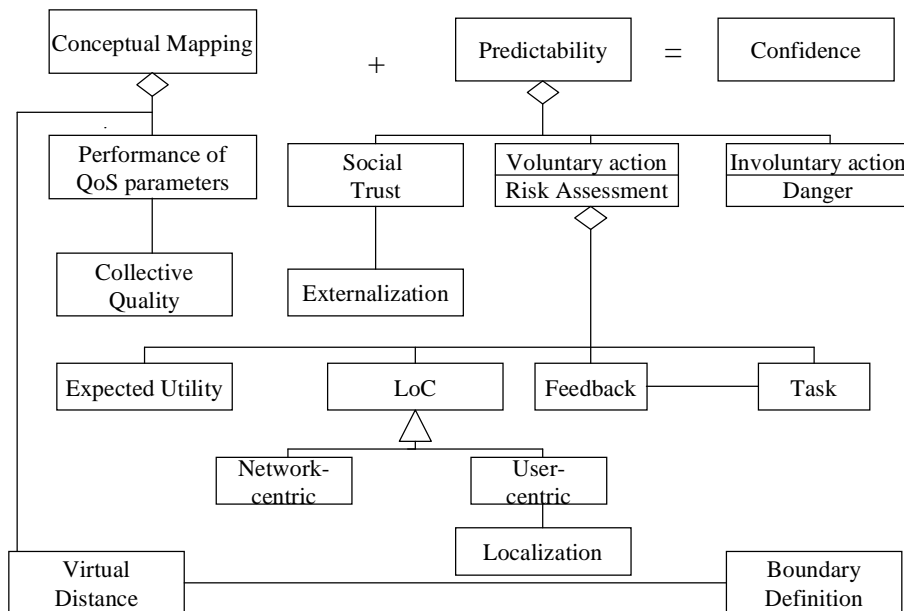 Conceptual Mapping
+
Predictability
=
Confidence
Performance of
QoS parameters
Social
Trust
Voluntary action
Risk Assessment
Involuntary action
Danger
Collective
Quality
Externalization
Expected Utility
LoC
Feedback
Task
Network-
centric
User-
centric
Localization
Virtual
Distance
Boundary
Definition